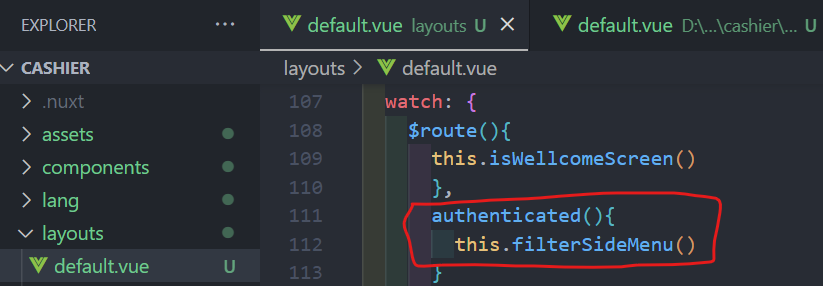 EXPLORER ...
default.vue layouts U
default.vue D:\...\cashier\... U
CASHIER
layouts > default.vue
.nuxt
assets
components
lang
layouts
default.vue U
107 watch: {
108 $route(){
109 this.isWellcomeScreen()
110 },
111 authenticated(){
112 this.filterSideMenu()
113 }